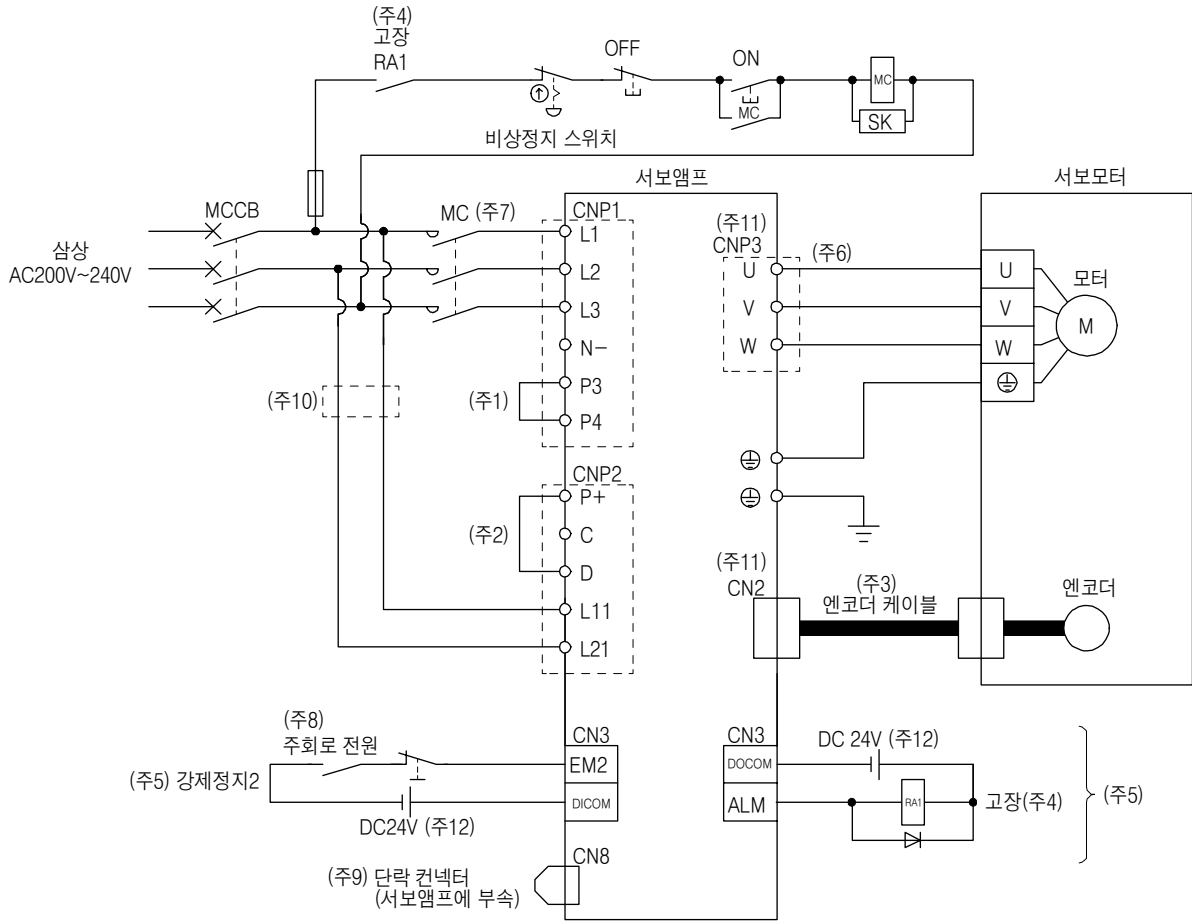 (주4)
고장
RA1
OFF
ON
MC
MC
SK
비상정지 스위치
서보앰프
서보모터
MCCB
MC (주7)
CNP1
(주11)
CNP3
(주6)
삼상
AC200V~240V
L1
L2
L3
N−
P3
P4
U
V
W
U
V
W
모터
M
(주10)
(주1)
CNP2
P+
C
D
L11
L21
(주2)
(주11)
CN2
(주3)
엔코더 케이블
엔코더
(주8)
주회로 전원
(주5) 강제정지2
DC24V (주12)
CN3
EM2
DICOM
CN3
DOCOM
ALM
DC 24V (주12)
RA1
고장(주4)
(주5)
CN8
(주9) 단락 컨넥터
(서보앰프에 부속)